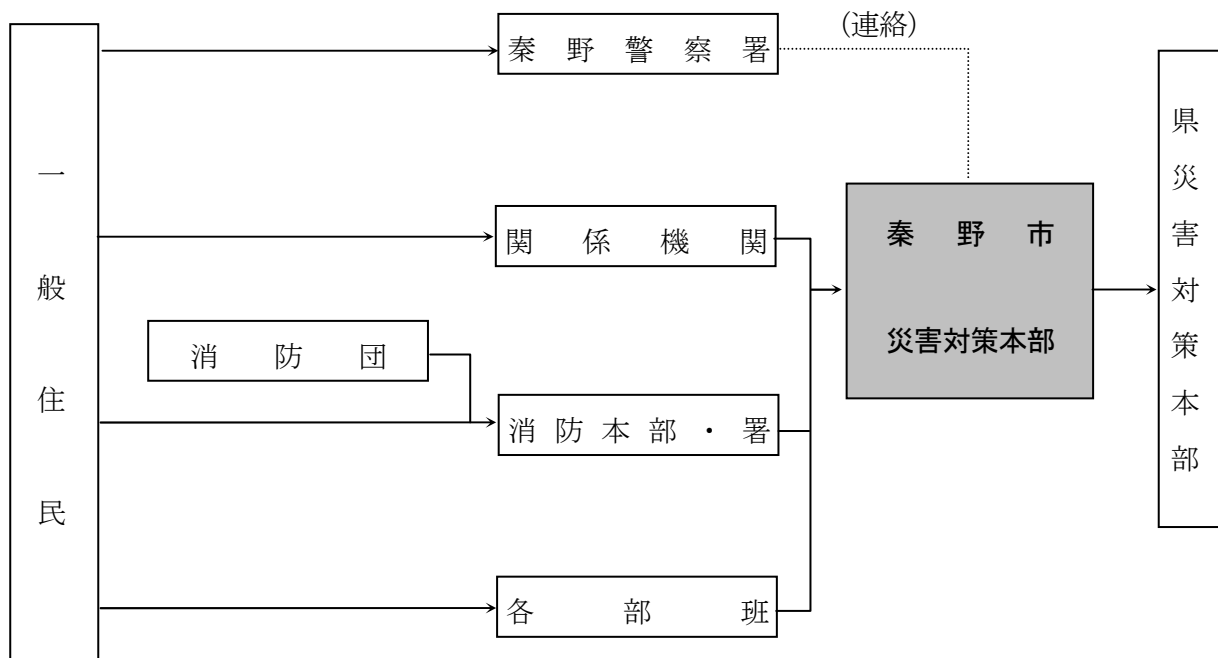 一般住民
秦野警察署
(連絡)
関係機関
消防団
消防本部・署
各部班
秦野市
災害対策本部
県災害対策本部